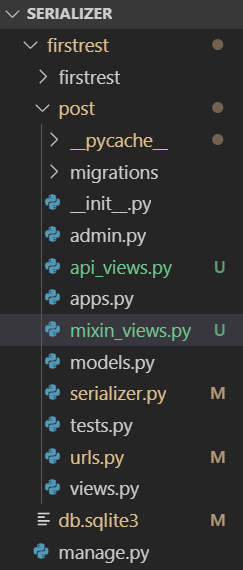 SERIALIZER
firstrest
firstrest
post
__pycache__
migrations
__init__.py
admin.py
api_views.py U
apps.py
mixin_views.py U
models.py
serializer.py M
tests.py
urls.py M
views.py
db.sqlite3 M
manage.py